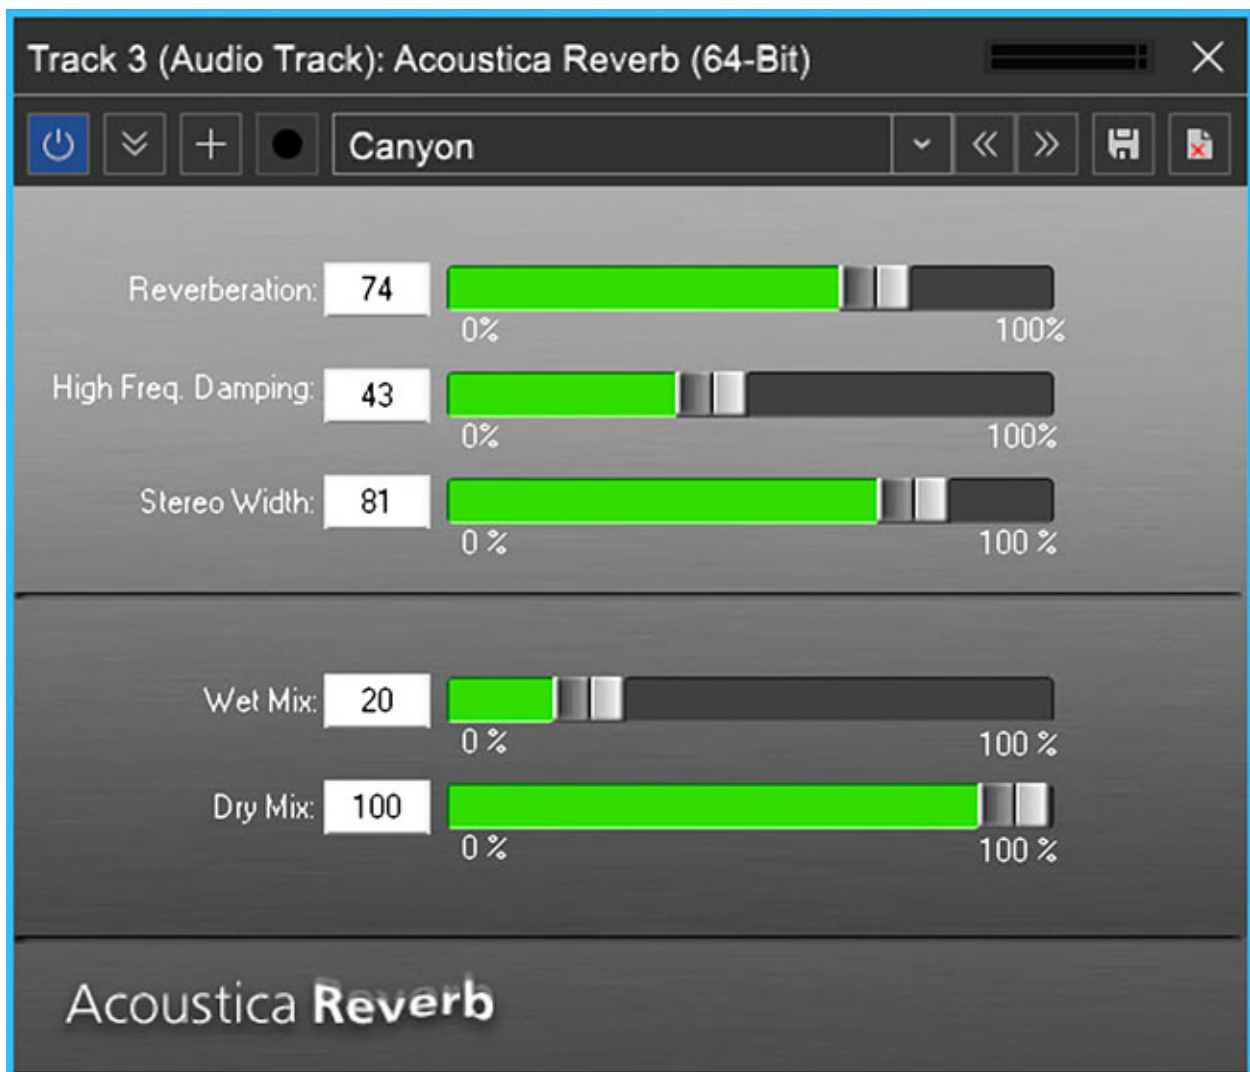 Track 3 (Audio Track): Acoustica Reverb (64-Bit)
Canyon
Reverberation: 74
0% 100%
High Freq. Damping: 43
0% 100%
Stereo Width: 81
0 % 100 %
Wet Mix: 20
0 % 100 %
Dry Mix: 100
0 % 100 %
Acoustica Reverb